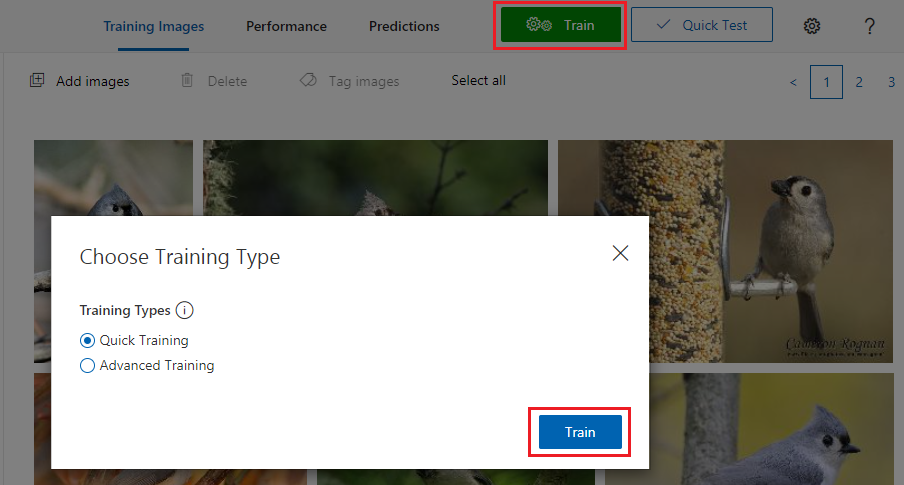 Training Images Performance Predictions Train Quick Test ?
Add images Delete Tag images Select all < 1 2 3
Cameron Rognan
Choose Training Type
Training Types i
Quick Training
Advanced Training
Train